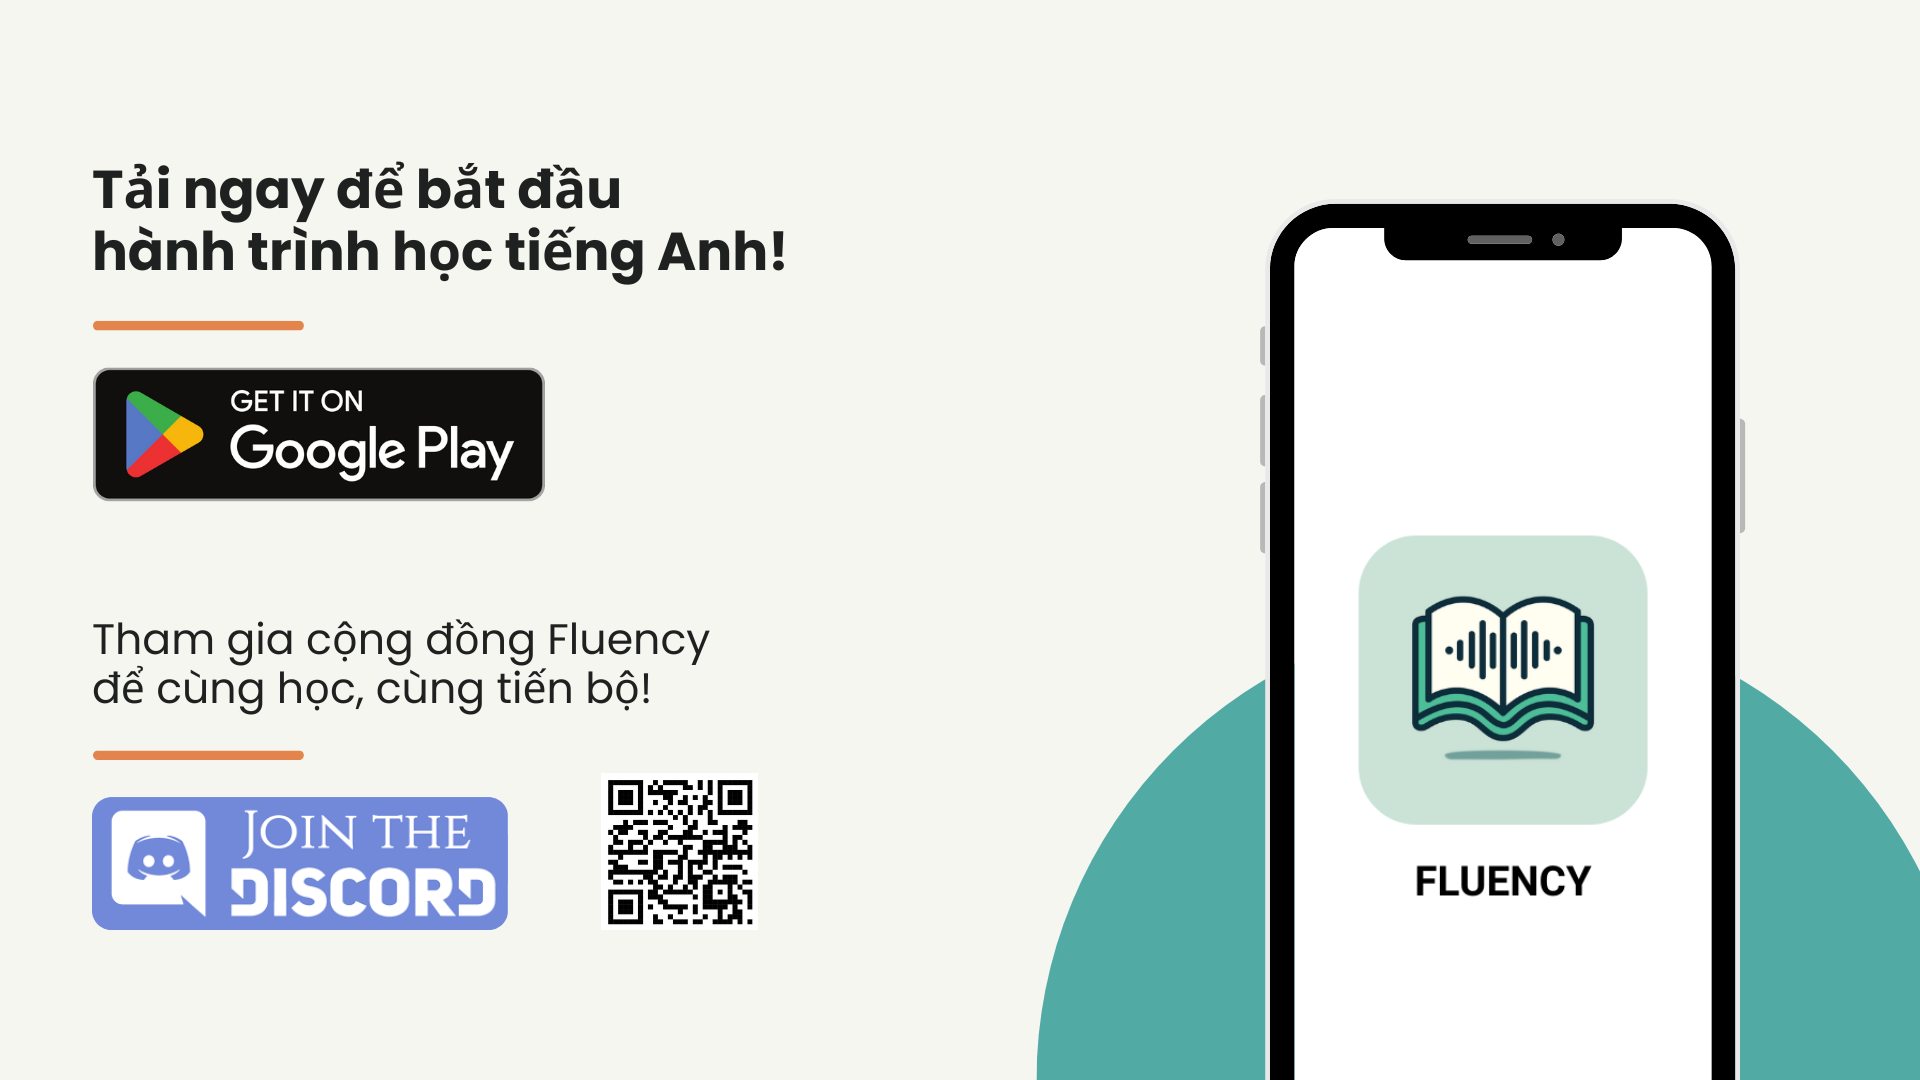 Tải ngay để bắt đầu
hành trình học tiếng Anh!
GET IT ON
Google Play
Tham gia cộng đồng Fluency
để cùng học, cùng tiến bộ!
JOIN THE
DISCORD
FLUENCY